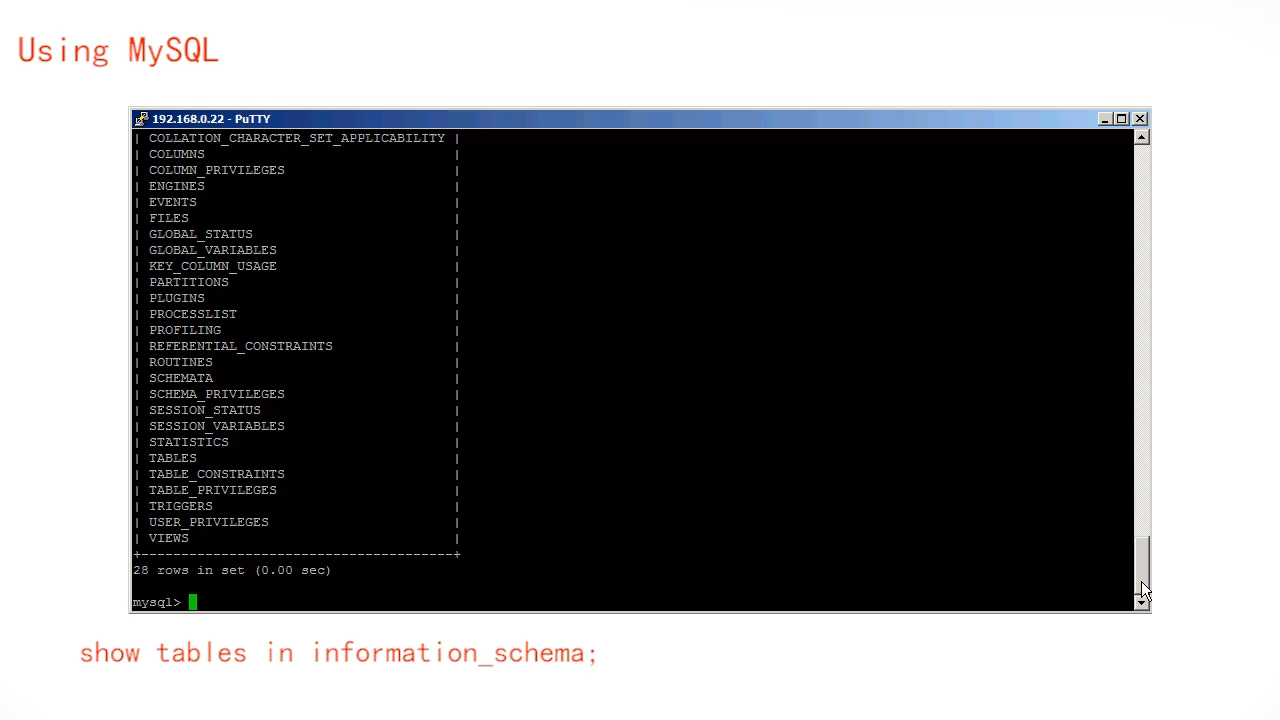 Using MySQL
192.168.0.22 - PuTTY
| COLLATION_CHARACTER_SET_APPLICABILITY |
| COLUMNS |
| COLUMN_PRIVILEGES |
| ENGINES |
| EVENTS |
| FILES |
| GLOBAL_STATUS |
| GLOBAL_VARIABLES |
| KEY_COLUMN_USAGE |
| PARTITIONS |
| PLUGINS |
| PROCESSLIST |
| PROFILING |
| REFERENTIAL_CONSTRAINTS |
| ROUTINES |
| SCHEMATA |
| SCHEMA_PRIVILEGES |
| SESSION_STATUS |
| SESSION_VARIABLES |
| STATISTICS |
| TABLES |
| TABLE_CONSTRAINTS |
| TABLE_PRIVILEGES |
| TRIGGERS |
| USER_PRIVILEGES |
| VIEWS |
+---------------------------------------+
28 rows in set (0.00 sec)
mysql>
show tables in information_schema;